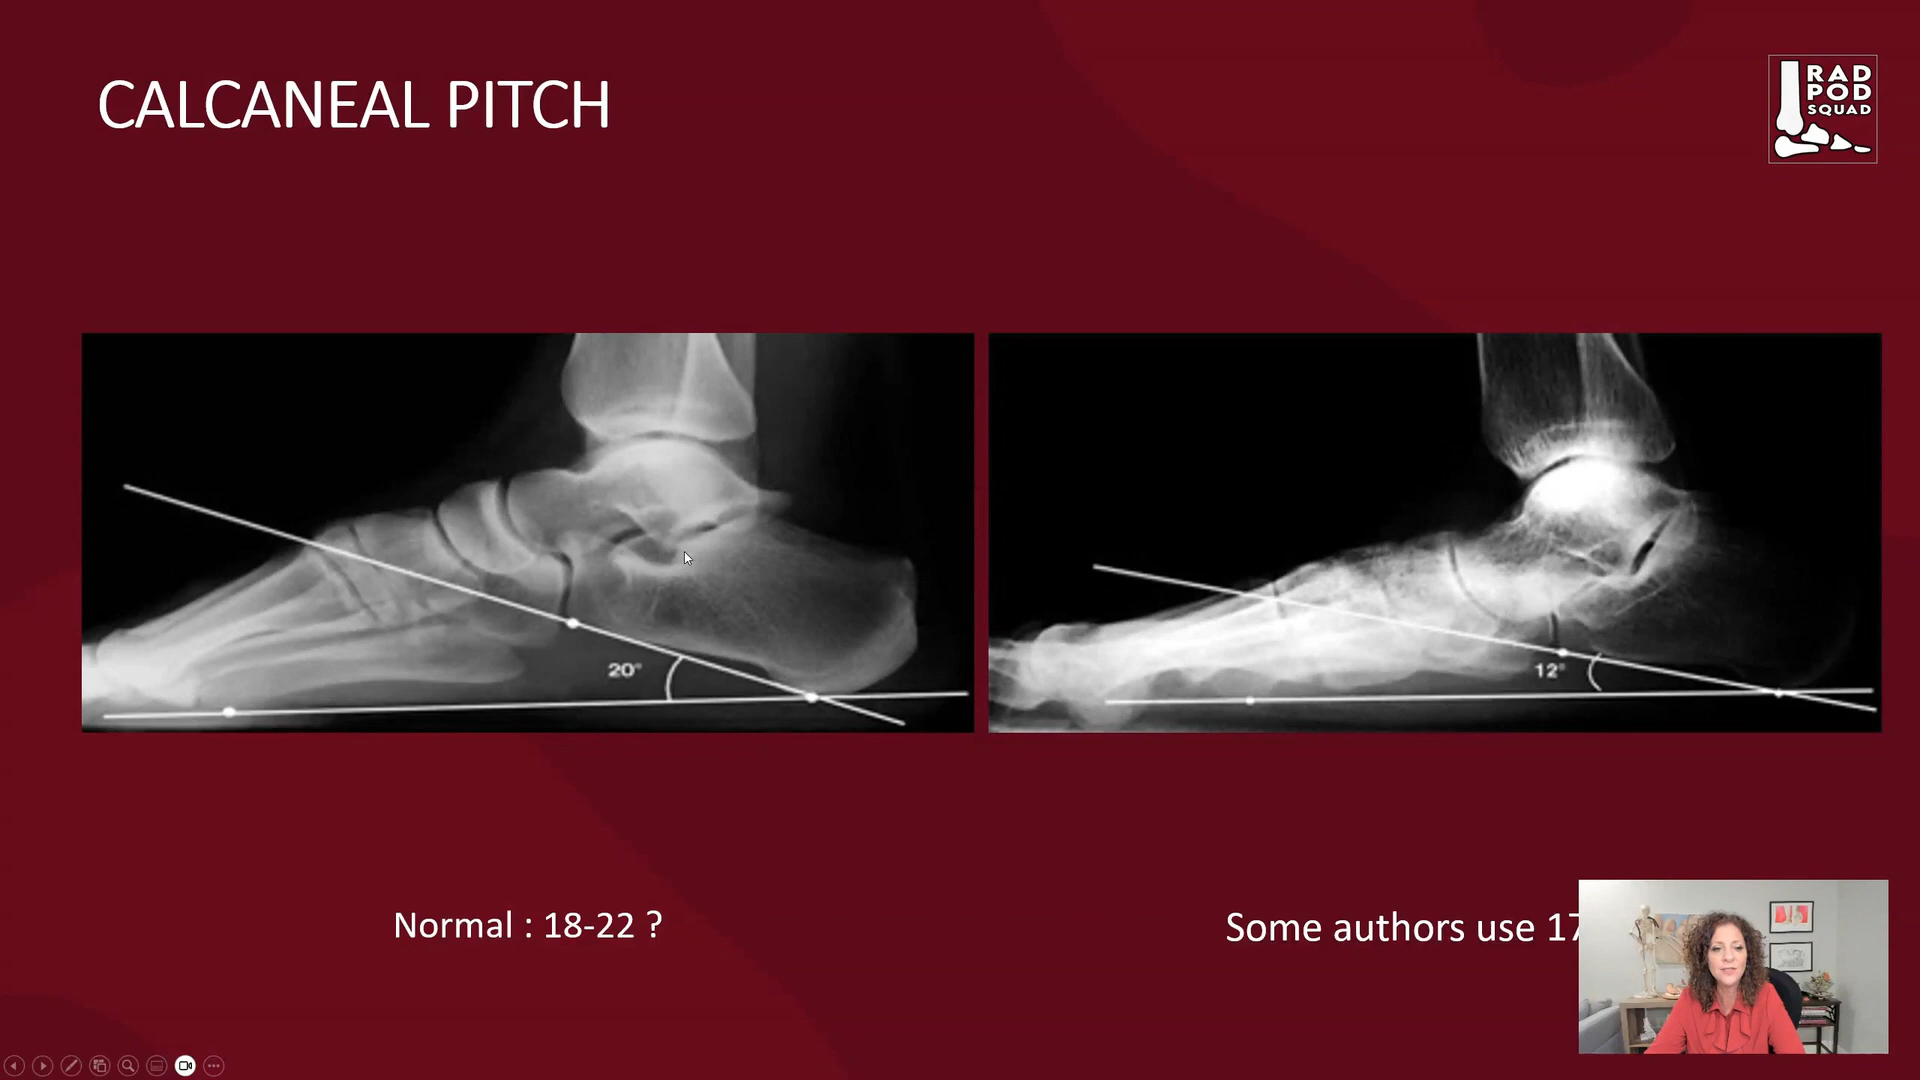 CALCANEAL PITCH
RAD
POD
SQUAD
20°
12°
Normal : 18-22 ?
Some authors use 17